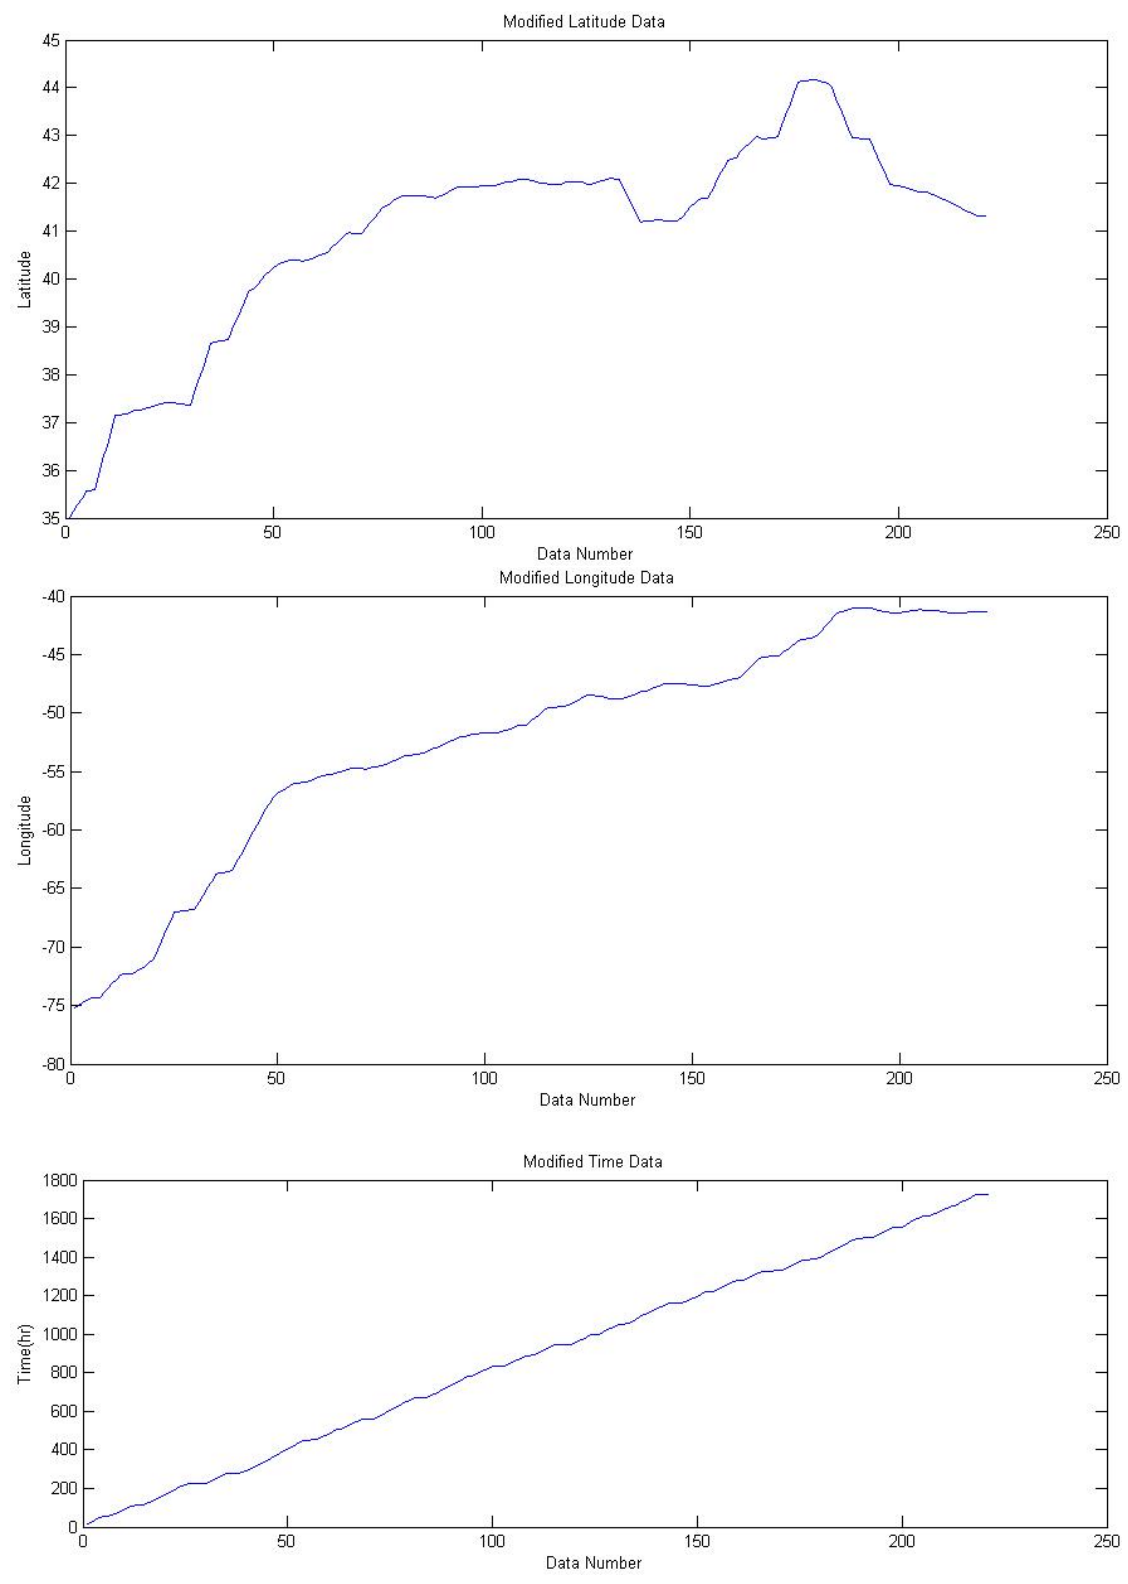 Modified Latitude Data
45
44
43
42
41
40
39
38
37
36
35
Latitude
0 50 100 150 200 250
Data Number
Modified Longitude Data
-40
-45
-50
-55
-60
-65
-70
-75
-80
Longitude
0 50 100 150 200 250
Data Number
Modified Time Data
1800
1600
1400
1200
1000
800
600
400
200
0
Time(hr)
0 50 100 150 200 250
Data Number